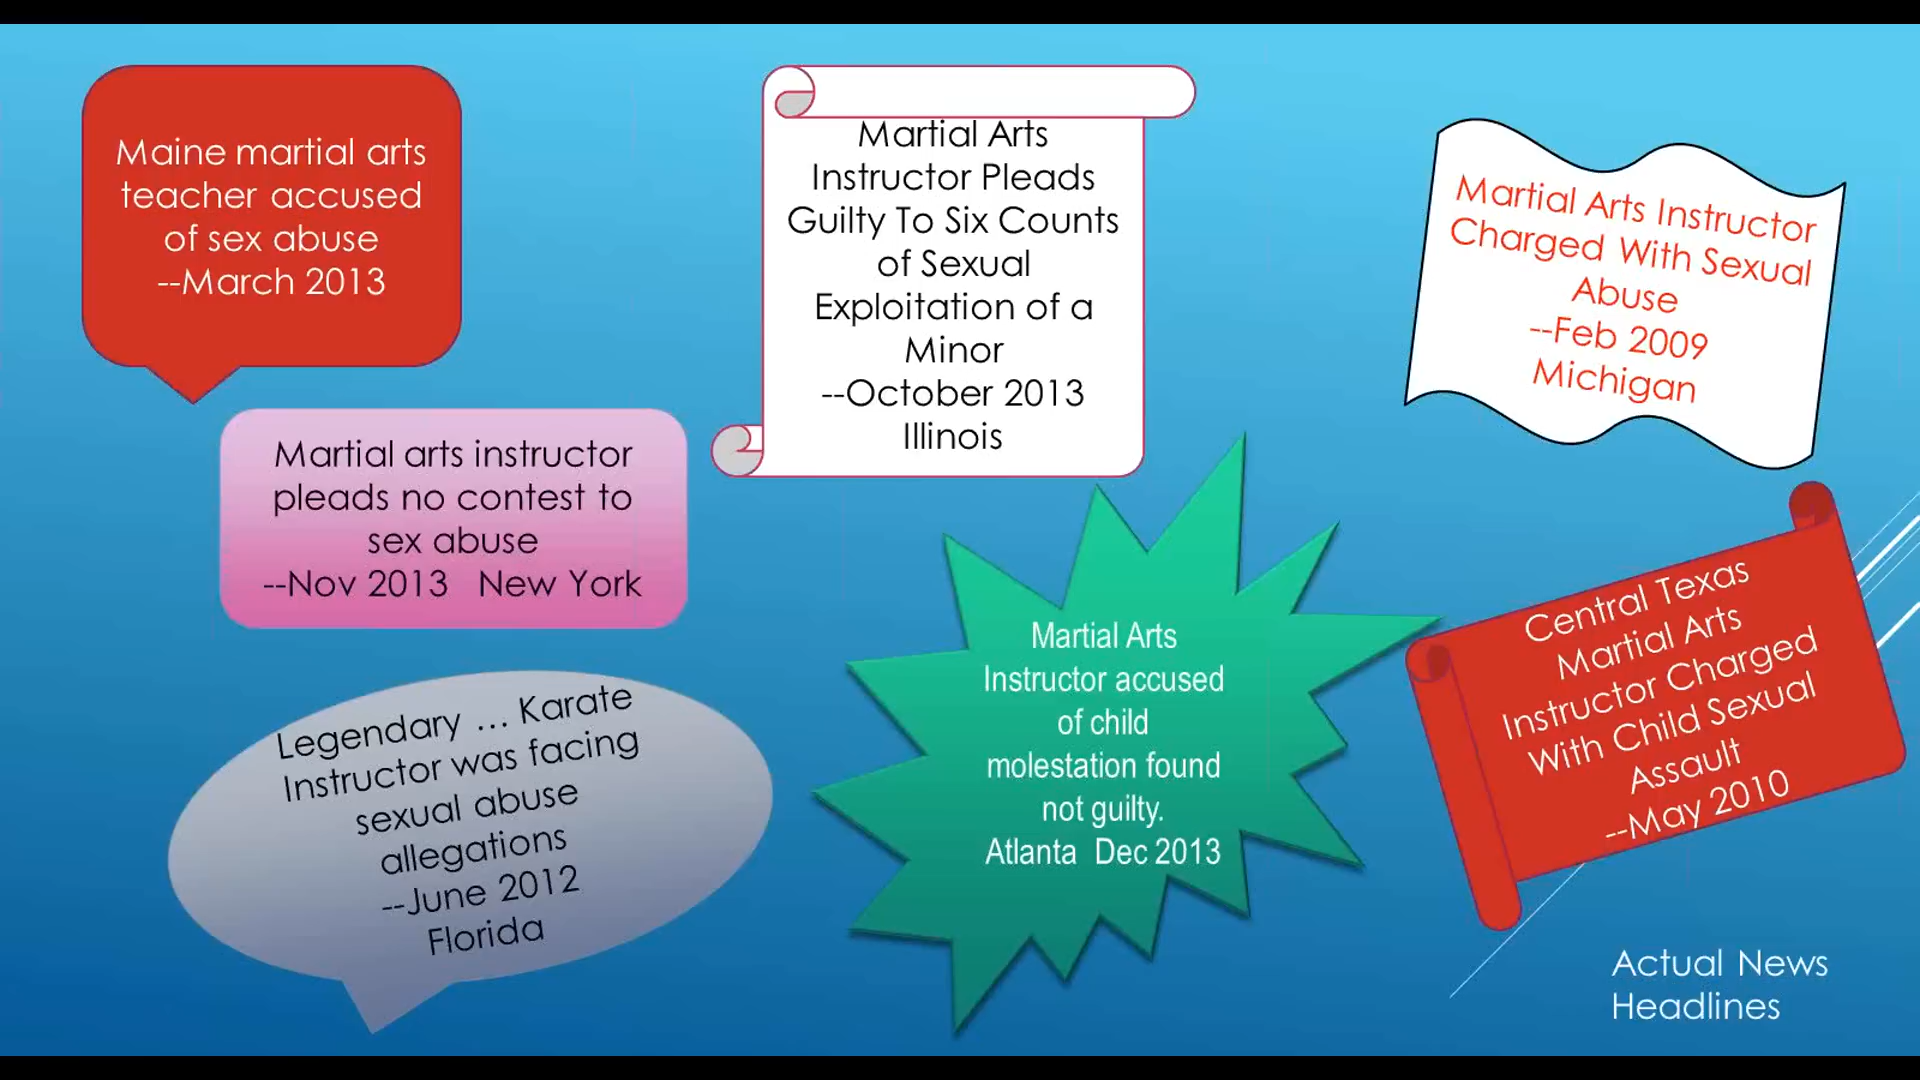 Maine martial arts
teacher accused
of sex abuse
--March 2013
Martial Arts
Instructor Pleads
Guilty To Six Counts
of Sexual
Exploitation of a
Minor
--October 2013
Illinois
Martial Arts Instructor
Charged With Sexual
Abuse
--Feb 2009
Michigan
Martial arts instructor
pleads no contest to
sex abuse
--Nov 2013   New York
Legendary … Karate
Instructor was facing
sexual abuse
allegations
--June 2012
Florida
Martial Arts
Instructor accused
of child
molestation found
not guilty.
Atlanta  Dec 2013
Central Texas
Martial Arts
Instructor Charged
With Child Sexual
Assault
--May 2010
Actual News
Headlines